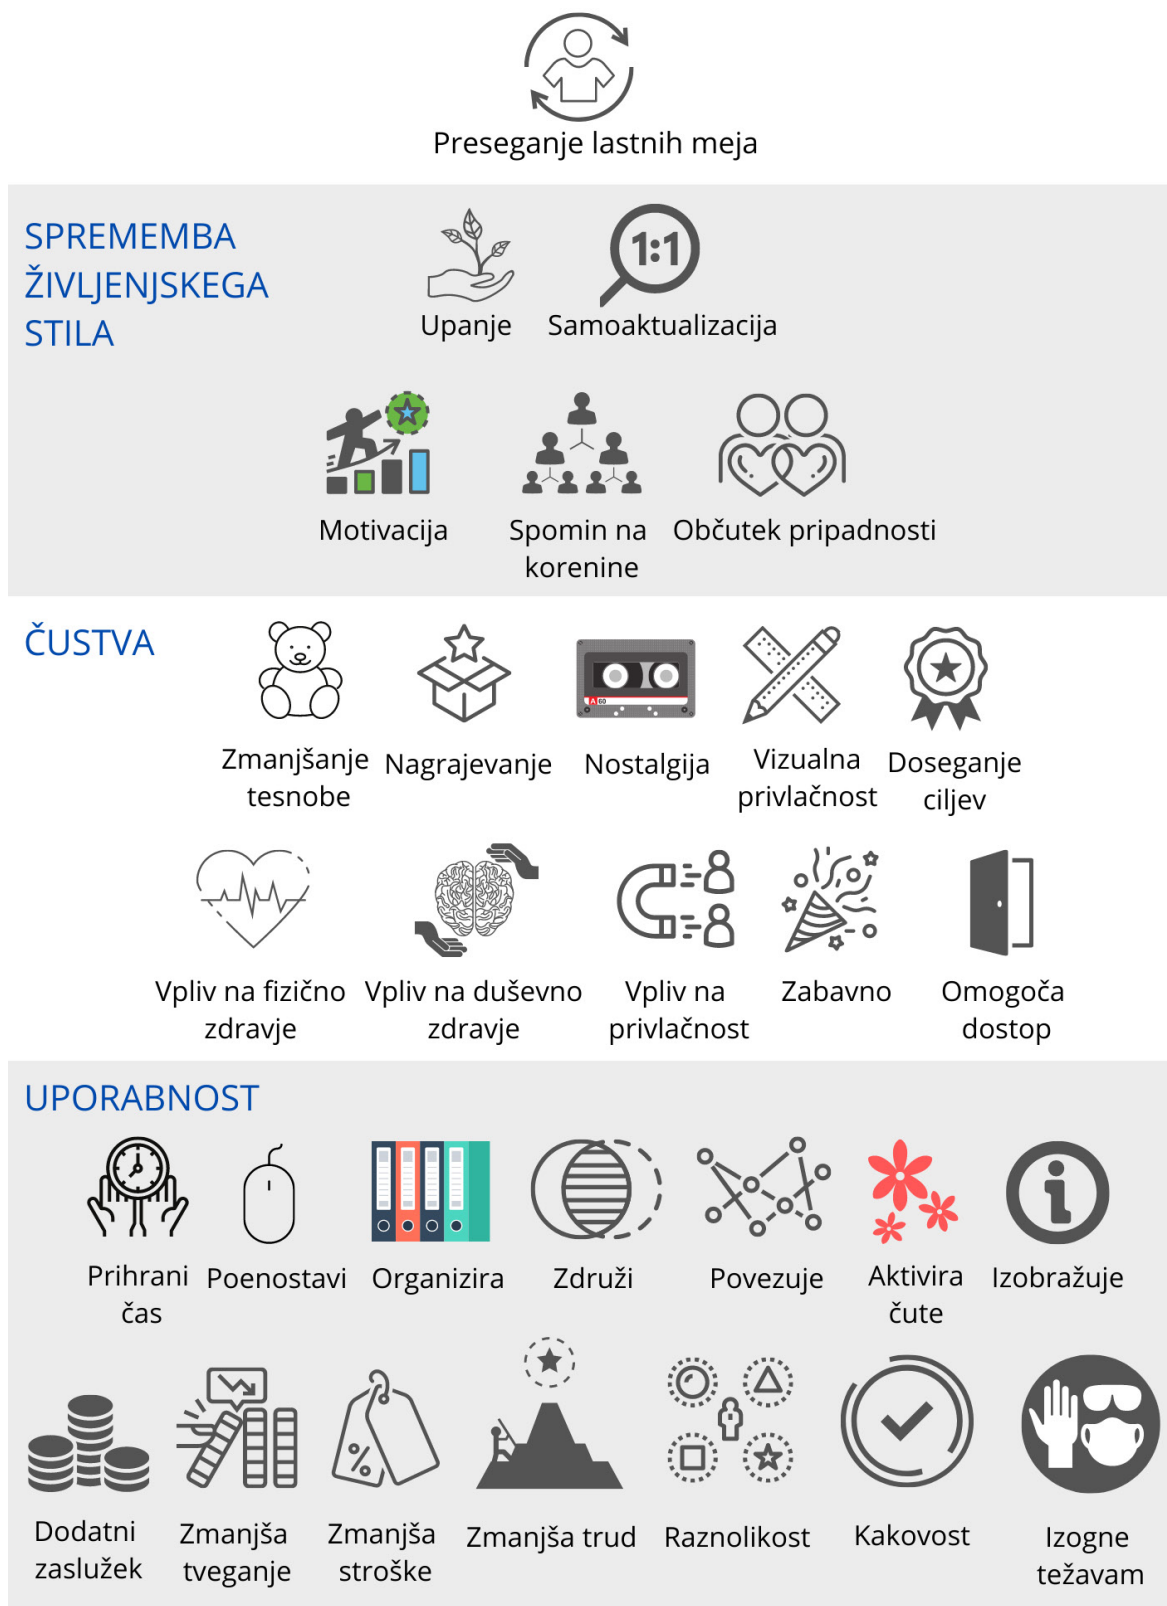 Preseganje lastnih meja
SPREMEMBA
ŽIVLJENJSKEGA
STILA
1:1
Upanje
Samoaktualizacija
Motivacija
Spomin na
korenine
Občutek pripadnosti
ČUSTVA
A 60
Zmanjšanje
tesnobe
Nagrajevanje
Nostalgija
Vizualna
privlačnost
Doseganje
ciljev
Vpliv na fizično
zdravje
Vpliv na duševno
zdravje
Vpliv na
privlačnost
Zabavno
Omogoča
dostop
UPORABNOST
i
Prihrani
čas
Poenostavi
Organizira
Združi
Povezuje
Aktivira
čute
Izobražuje
%
Dodatni
zaslužek
Zmanjša
tveganje
Zmanjša
stroške
Zmanjša trud
Raznolikost
Kakovost
Izogne
težavam